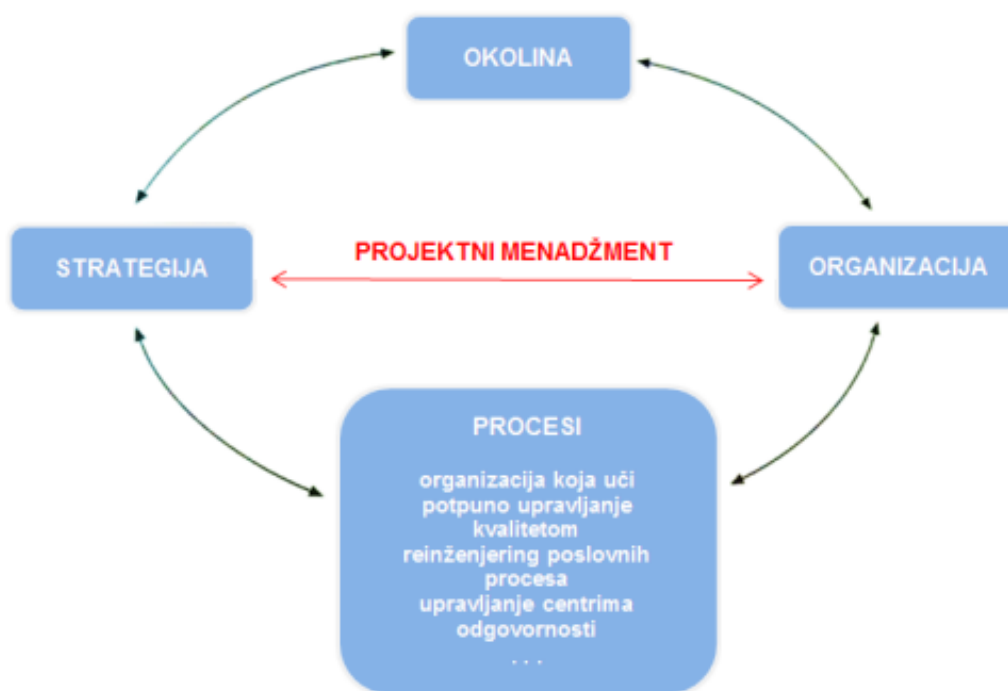 OKOLINA
STRATEGIJA
PROJEKTNI MENADŽMENT
ORGANIZACIJA
PROCESI
organizacija koja uči
potpuno upravljanje
kvalitetom
reinženjering poslovnih
procesa
upravljanje centrima
odgovornosti
. . .